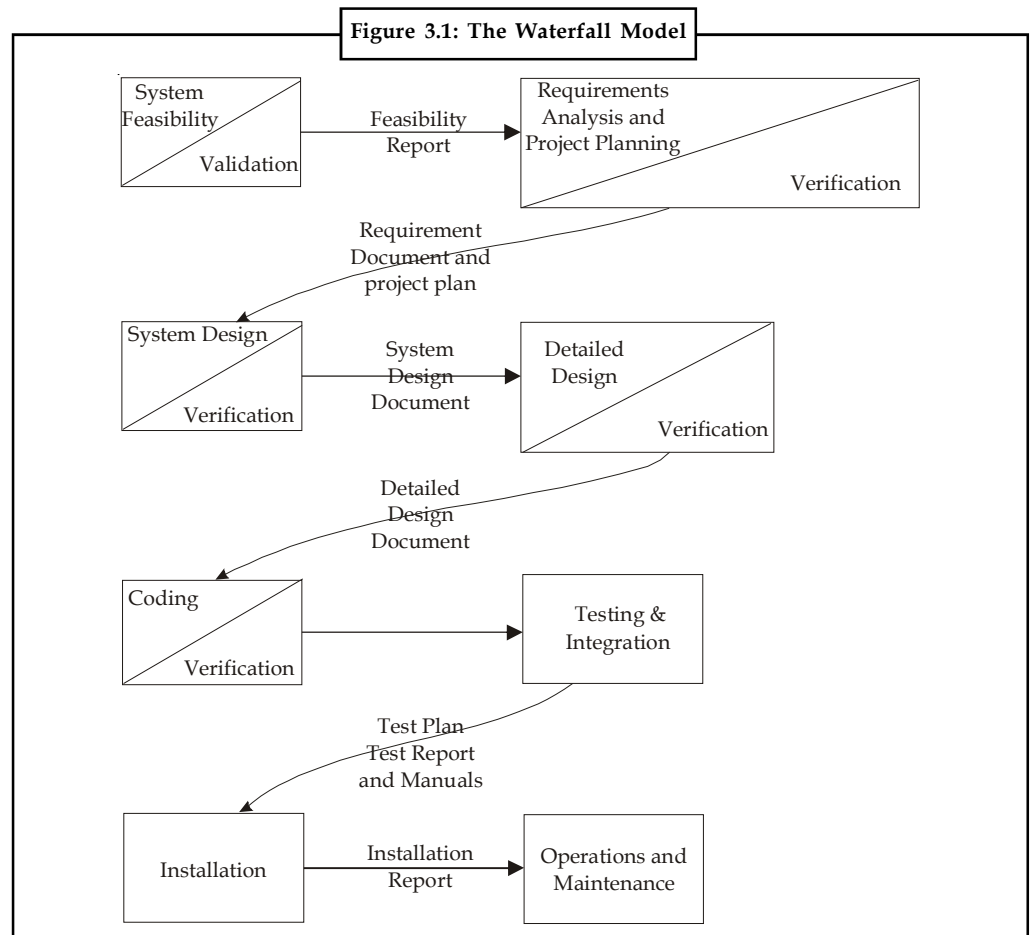 Figure 3.1: The Waterfall Model
System
Feasibility
Validation
Feasibility
Report
Requirements
Analysis and
Project Planning
Verification
Requirement
Document and
project plan
System Design
Verification
System
Design
Document
Detailed
Design
Verification
Detailed
Design
Document
Coding
Verification
Testing &
Integration
Test Plan
Test Report
and Manuals
Installation
Installation
Report
Operations and
Maintenance